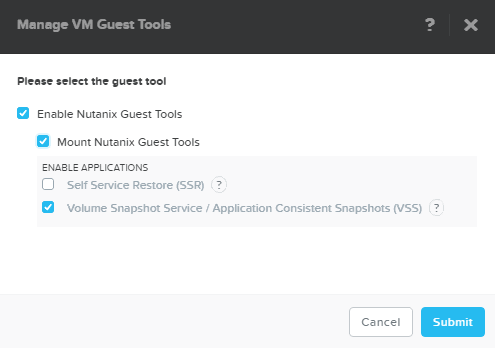 Manage VM Guest Tools
?
Please select the guest tool
Enable Nutanix Guest Tools
Mount Nutanix Guest Tools
ENABLE APPLICATIONS
Self Service Restore (SSR) ?
Volume Snapshot Service / Application Consistent Snapshots (VSS) ?
Cancel Submit